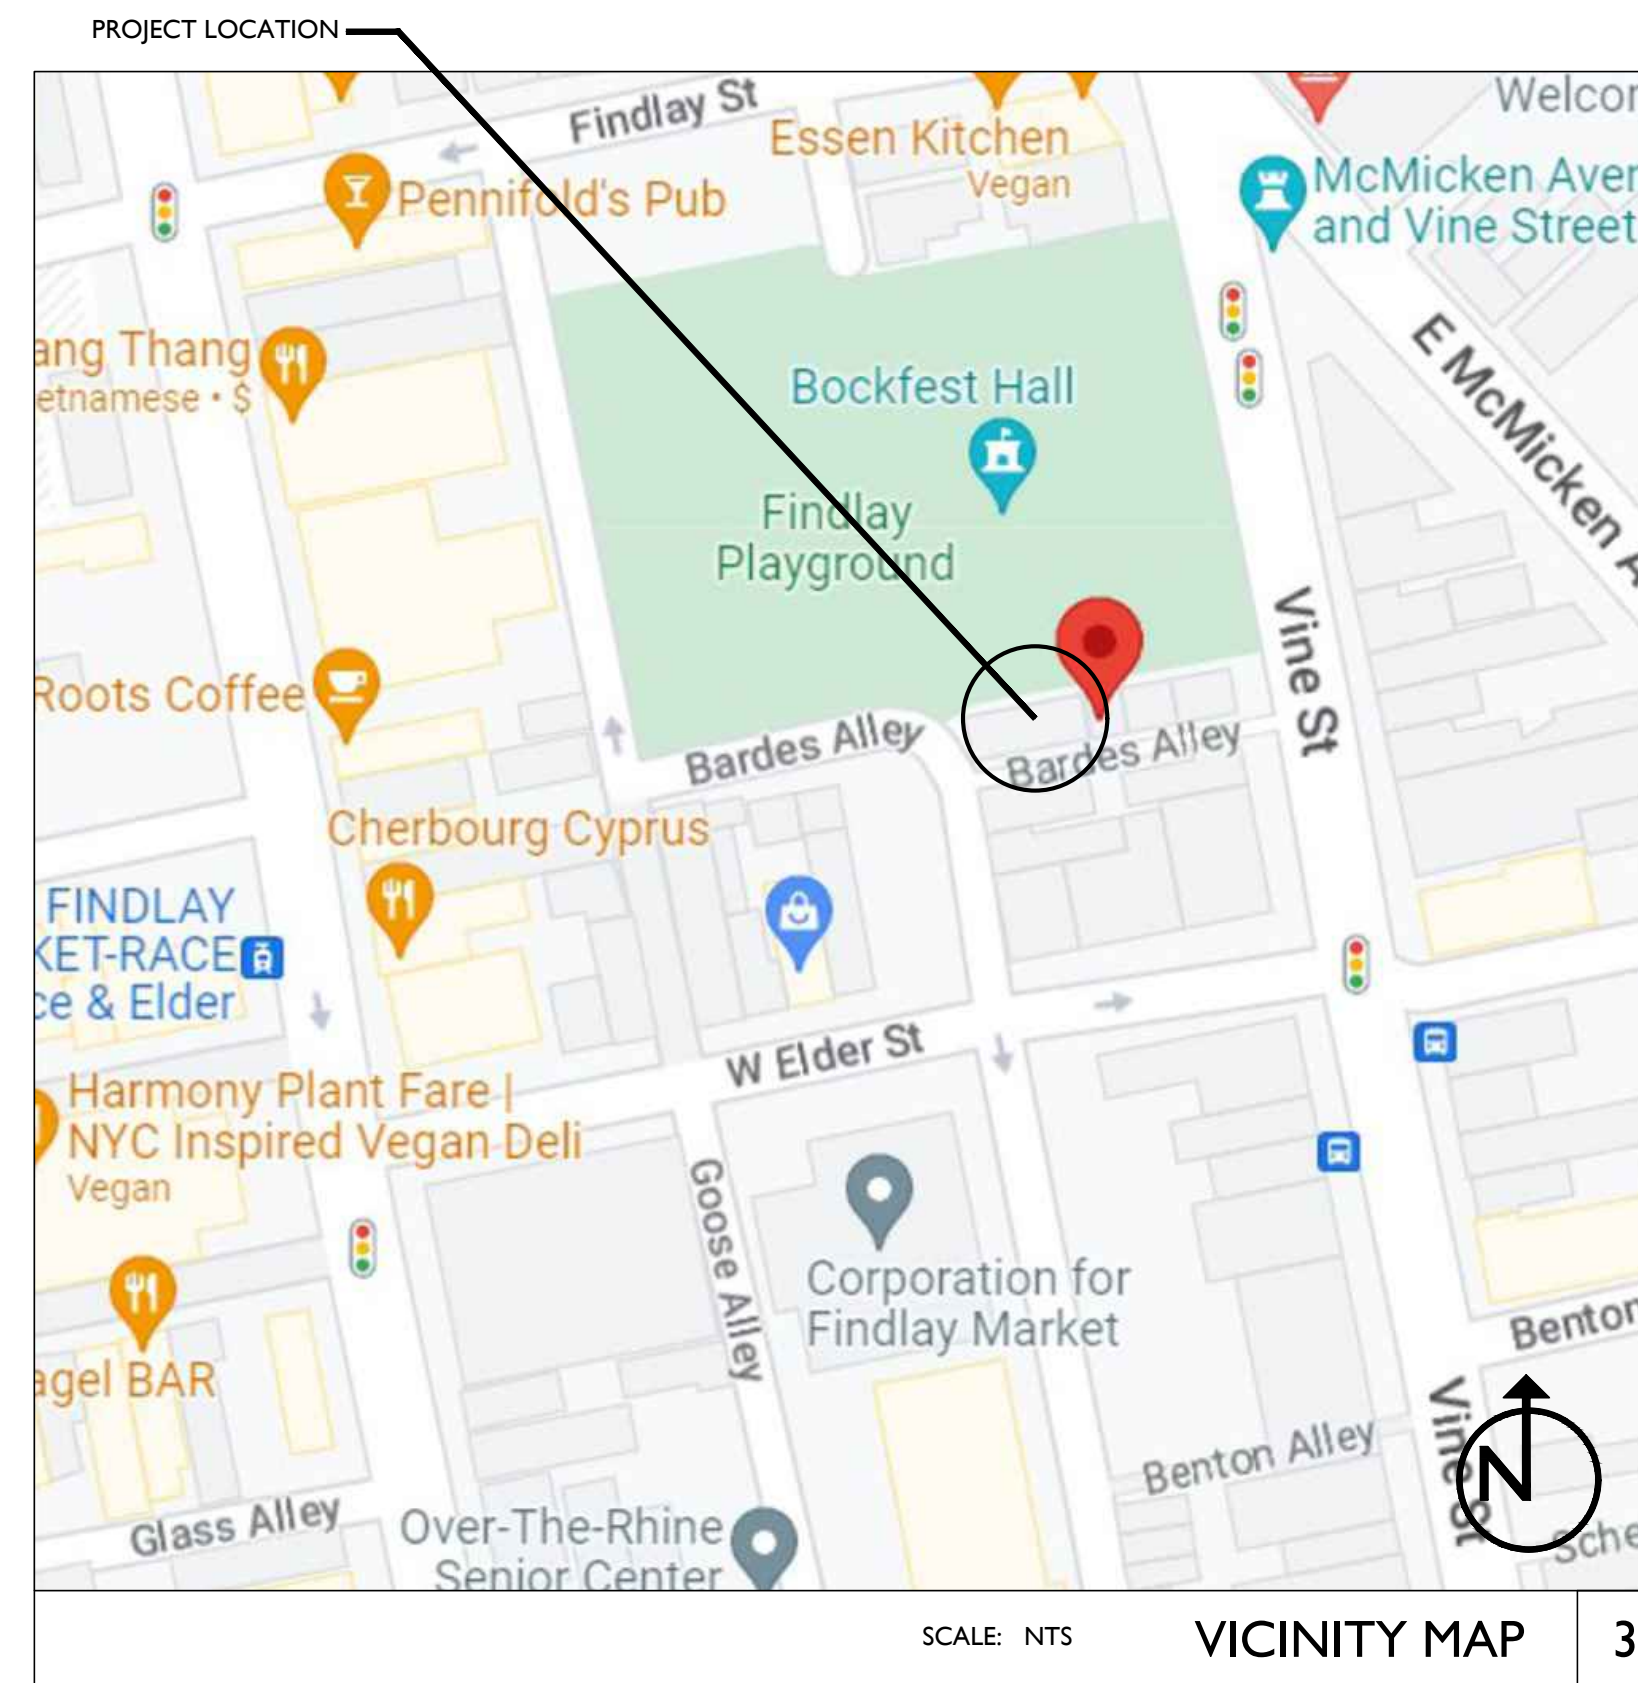 PROJECT LOCATION
Findlay St
Welcor
Essen Kitchen
Vegan
Pennifold's Pub
McMicken Aver
and Vine Street
ang Thang
etnamese • $
Bockfest Hall
E McMicken A
Findlay
Playground
Vine St
Roots Coffee
Bardes Alley
Bardes Alley
Cherbourg Cyprus
FINDLAY
KET-RACE
ce & Elder
W Elder St
Harmony Plant Fare |
NYC Inspired Vegan Deli
Vegan
Goose Alley
Corporation for
Findlay Market
Benton
agel BAR
Vine St
N
Benton Alley
Glass Alley
Over-The-Rhine
Senior Center
Sche
SCALE: NTS
VICINITY MAP
3